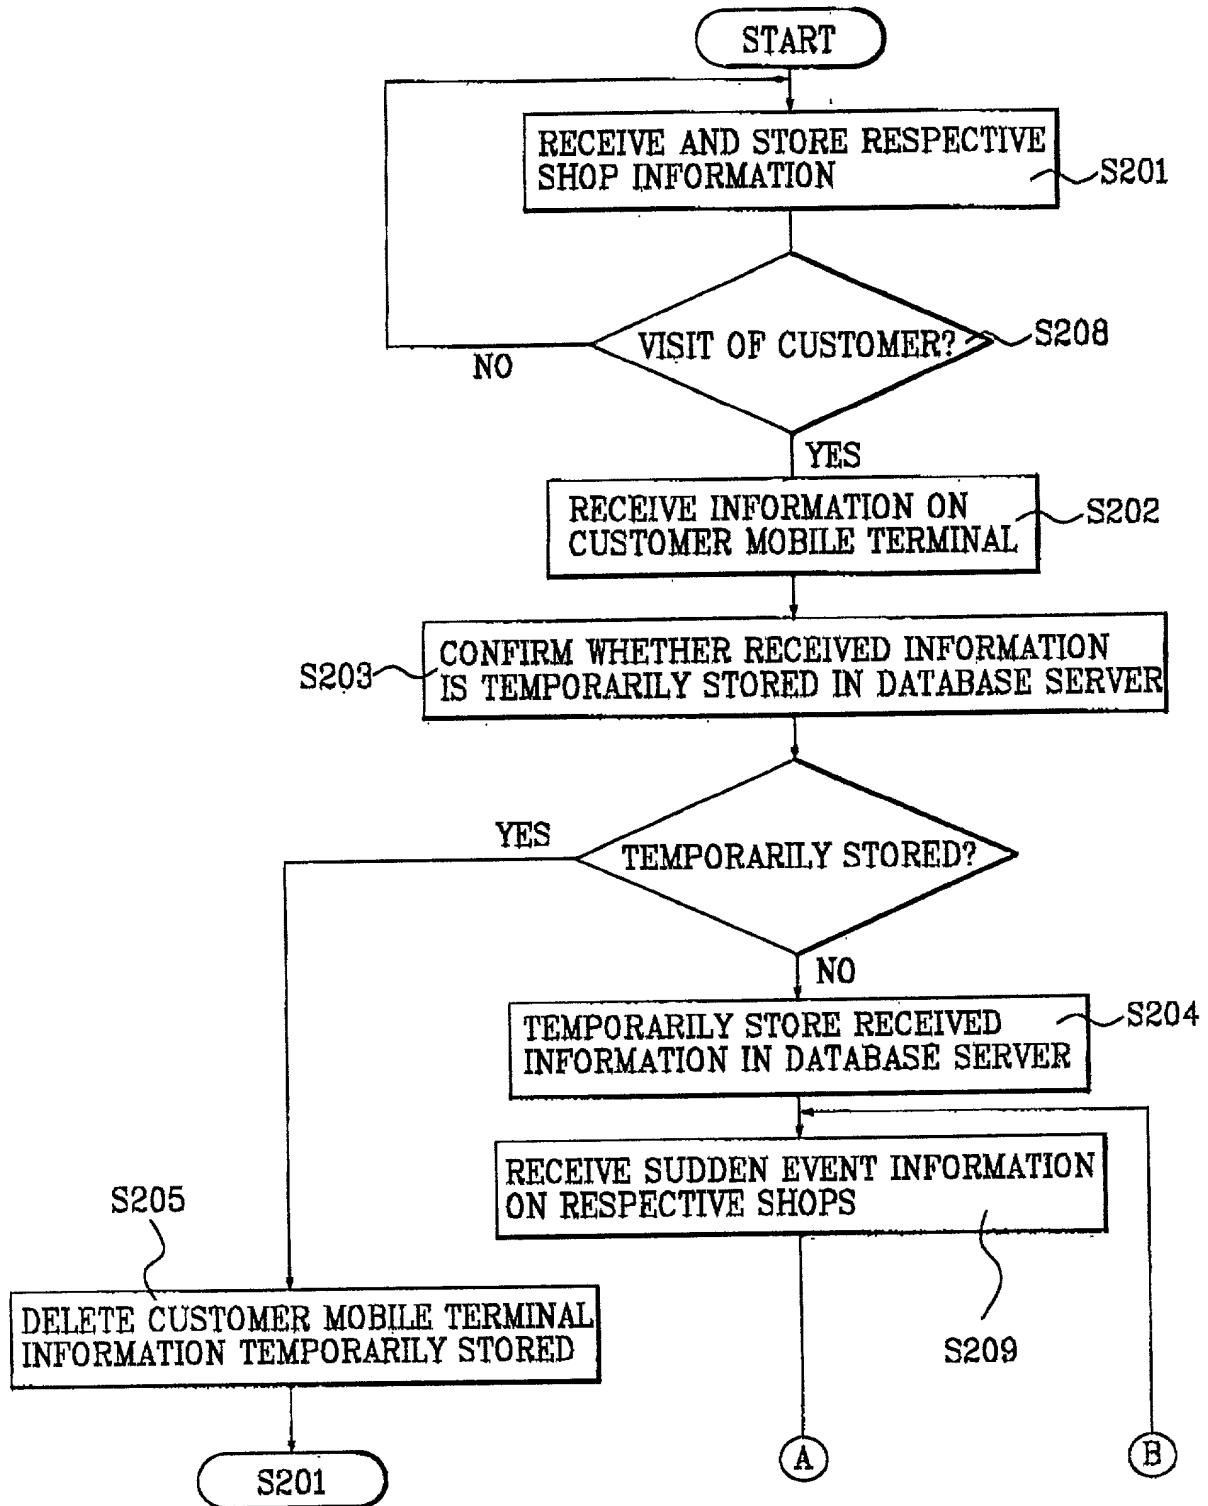 START
RECEIVE AND STORE RESPECTIVE
SHOP INFORMATION
S201
VISIT OF CUSTOMER?
S208
NO
YES
RECEIVE INFORMATION ON
CUSTOMER MOBILE TERMINAL
S202
S203
CONFIRM WHETHER RECEIVED INFORMATION
IS TEMPORARILY STORED IN DATABASE SERVER
YES
TEMPORARILY STORED?
NO
TEMPORARILY STORE RECEIVED
INFORMATION IN DATABASE SERVER
S204
RECEIVE SUDDEN EVENT INFORMATION
ON RESPECTIVE SHOPS
S205
S209
DELETE CUSTOMER MOBILE TERMINAL
INFORMATION TEMPORARILY STORED
S201
A
B